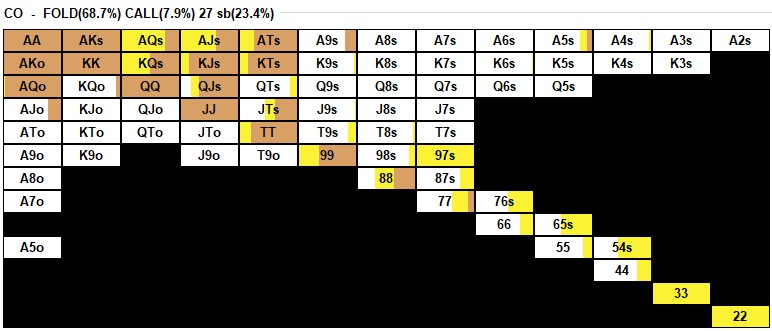 CO - FOLD(68.7%) CALL(7.9%) 27 sb(23.4%)
AA AKs AQs AJs ATs A9s A8s A7s A6s A5s A4s A3s A2s
AKo KK KQs KJs KTs K9s K8s K7s K6s K5s K4s K3s
AQo KQo QQ QJs QTs Q9s Q8s Q7s Q6s Q5s
AJo KJo QJo JJ JTs J9s J8s J7s
ATo KTo QTo JTo TT T9s T8s T7s
A9o K9o J9o T9o 99 98s 97s
A8o 88 87s
A7o 77 76s
66 65s
A5o 55 54s
44
33
22